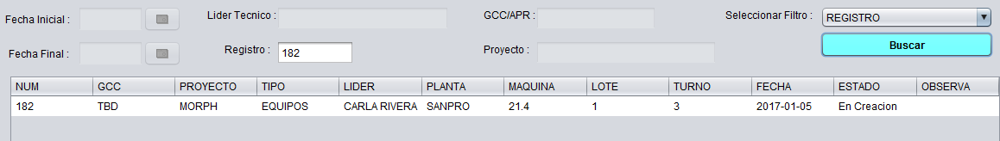 Fecha Inicial : Lider Tecnico : GCC/APR : Seleccionar Filtro : REGISTRO
Fecha Final : Registro : 182 Proyecto : Buscar
NUM GCC PROYECTO TIPO LIDER PLANTA MAQUINA LOTE TURNO FECHA ESTADO OBSERVA
182 TBD MORPH EQUIPOS CARLA RIVERA SANPRO 21.4 1 3 2017-01-05 En Creacion